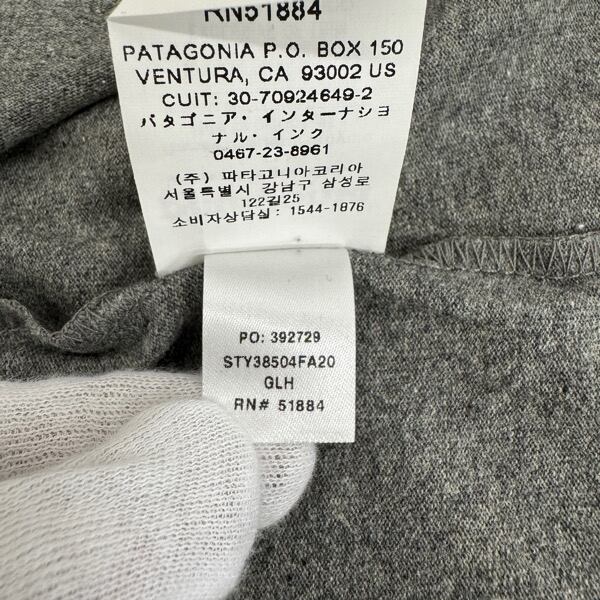 RN51884
PATAGONIA P.O. BOX 150
VENTURA, CA 93002 US
CUIT: 30-70924649-2
パタゴニア・インターナショ
ナル・インク
0467-23-8961
(주) 파타고니아코리아
서울특별시 강남구 삼성로
122길25
소비자상담실: 1544-1876
PO: 392729
STY38504FA20
GLH
RN# 51884